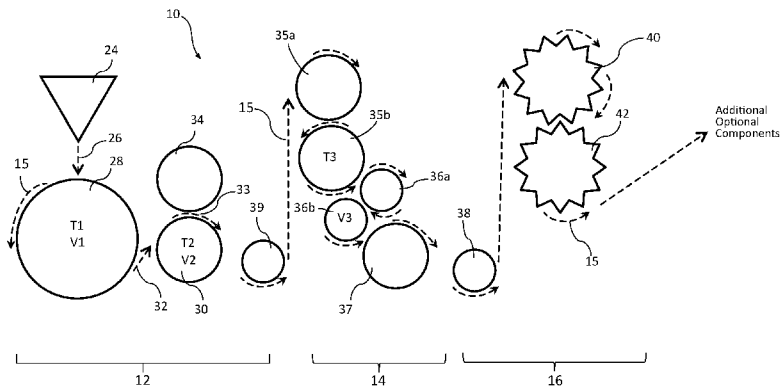 10
35a
40
24
34
15
35b
42
Additional
Optional
Components
26
28
T3
15
33
39
36b
V3
36a
38
T1
V1
T2
V2
15
32
30
37
12
14
16